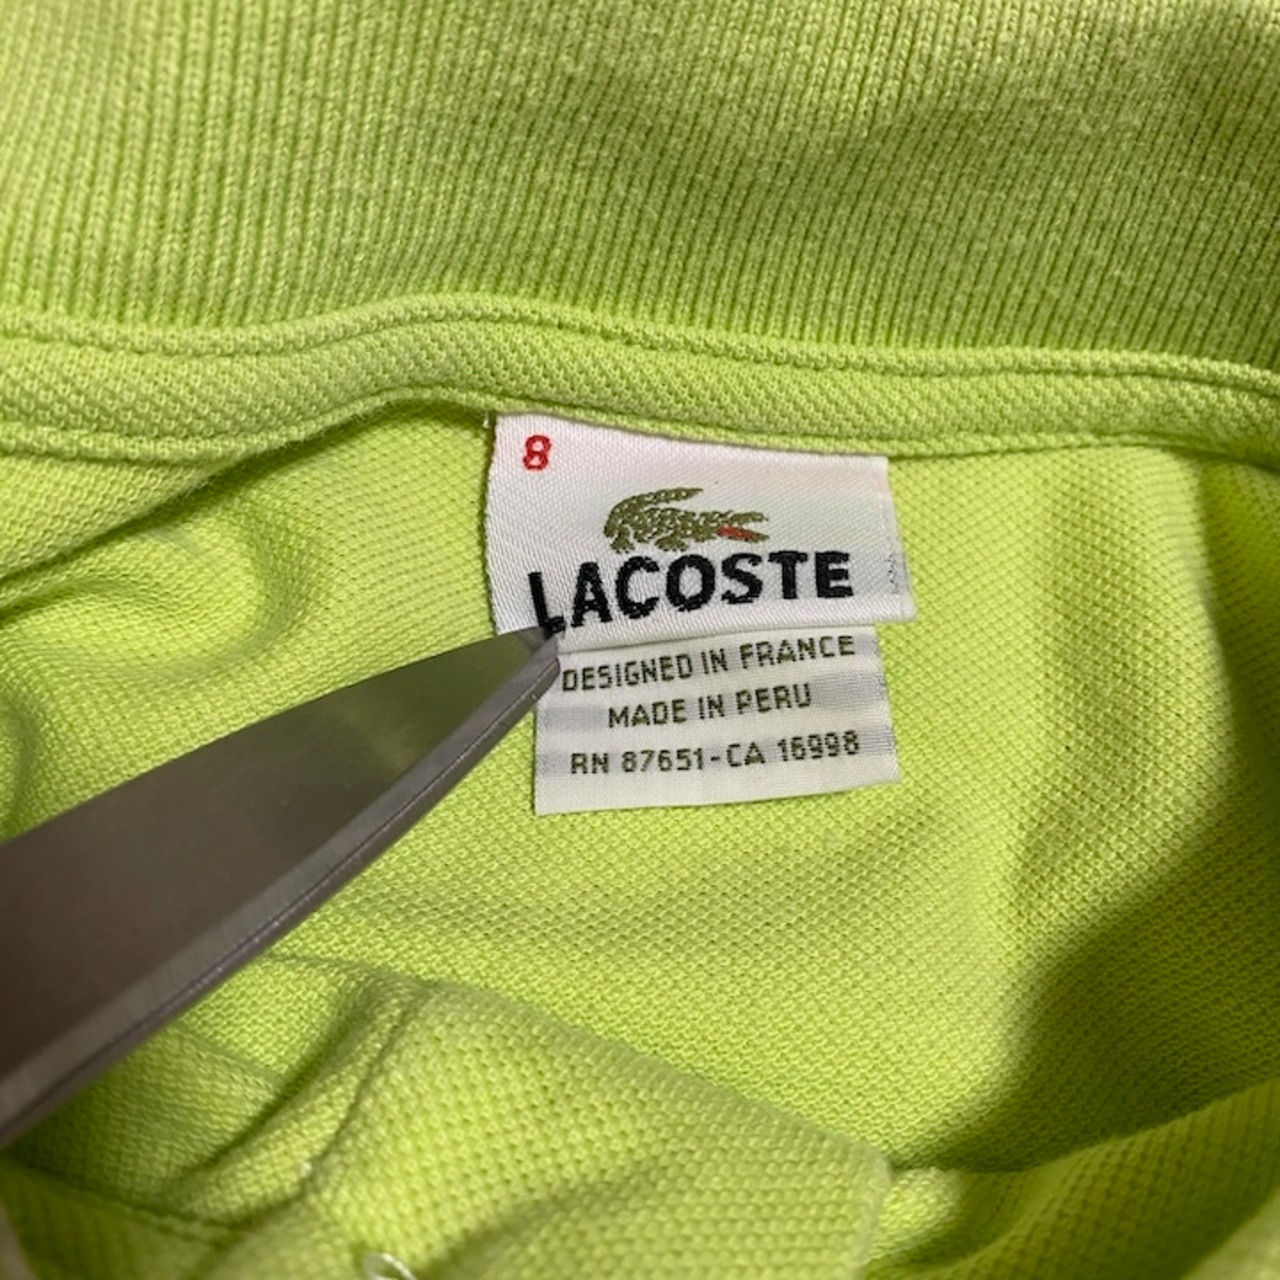 8
LACOSTE
DESIGNED IN FRANCE
MADE IN PERU
RN 87651-CA 16998